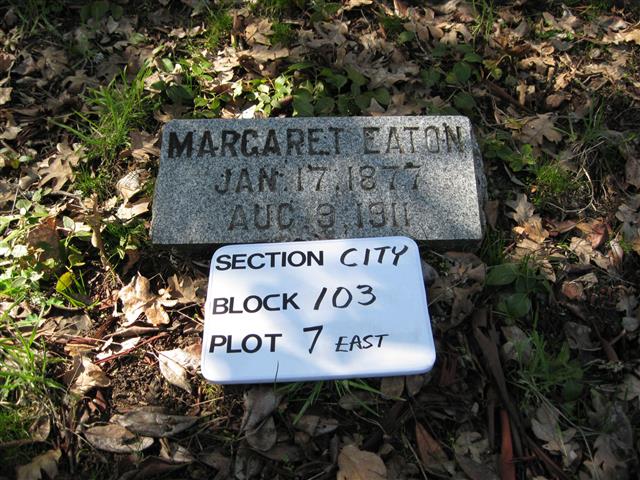 MARGARET EATON
JAN. 17, 1877
AUG. 9, 1911
SECTION CITY
BLOCK 103
PLOT 7 EAST